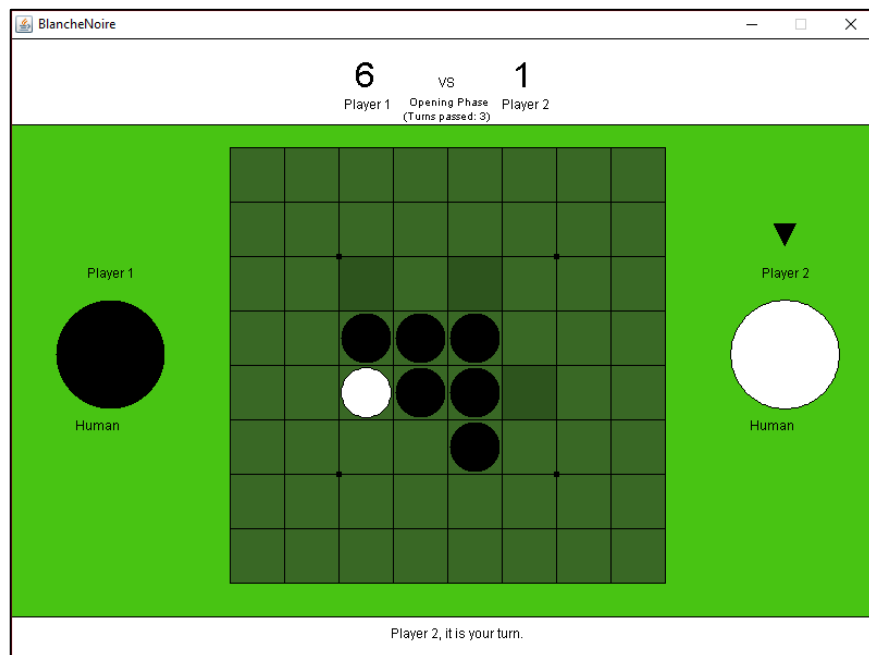 BlancheNoire
6 VS 1
Player 1 Opening Phase Player 2
(Turns passed: 3)
Player 1
Player 2
Human
Human
Player 2, it is your turn.